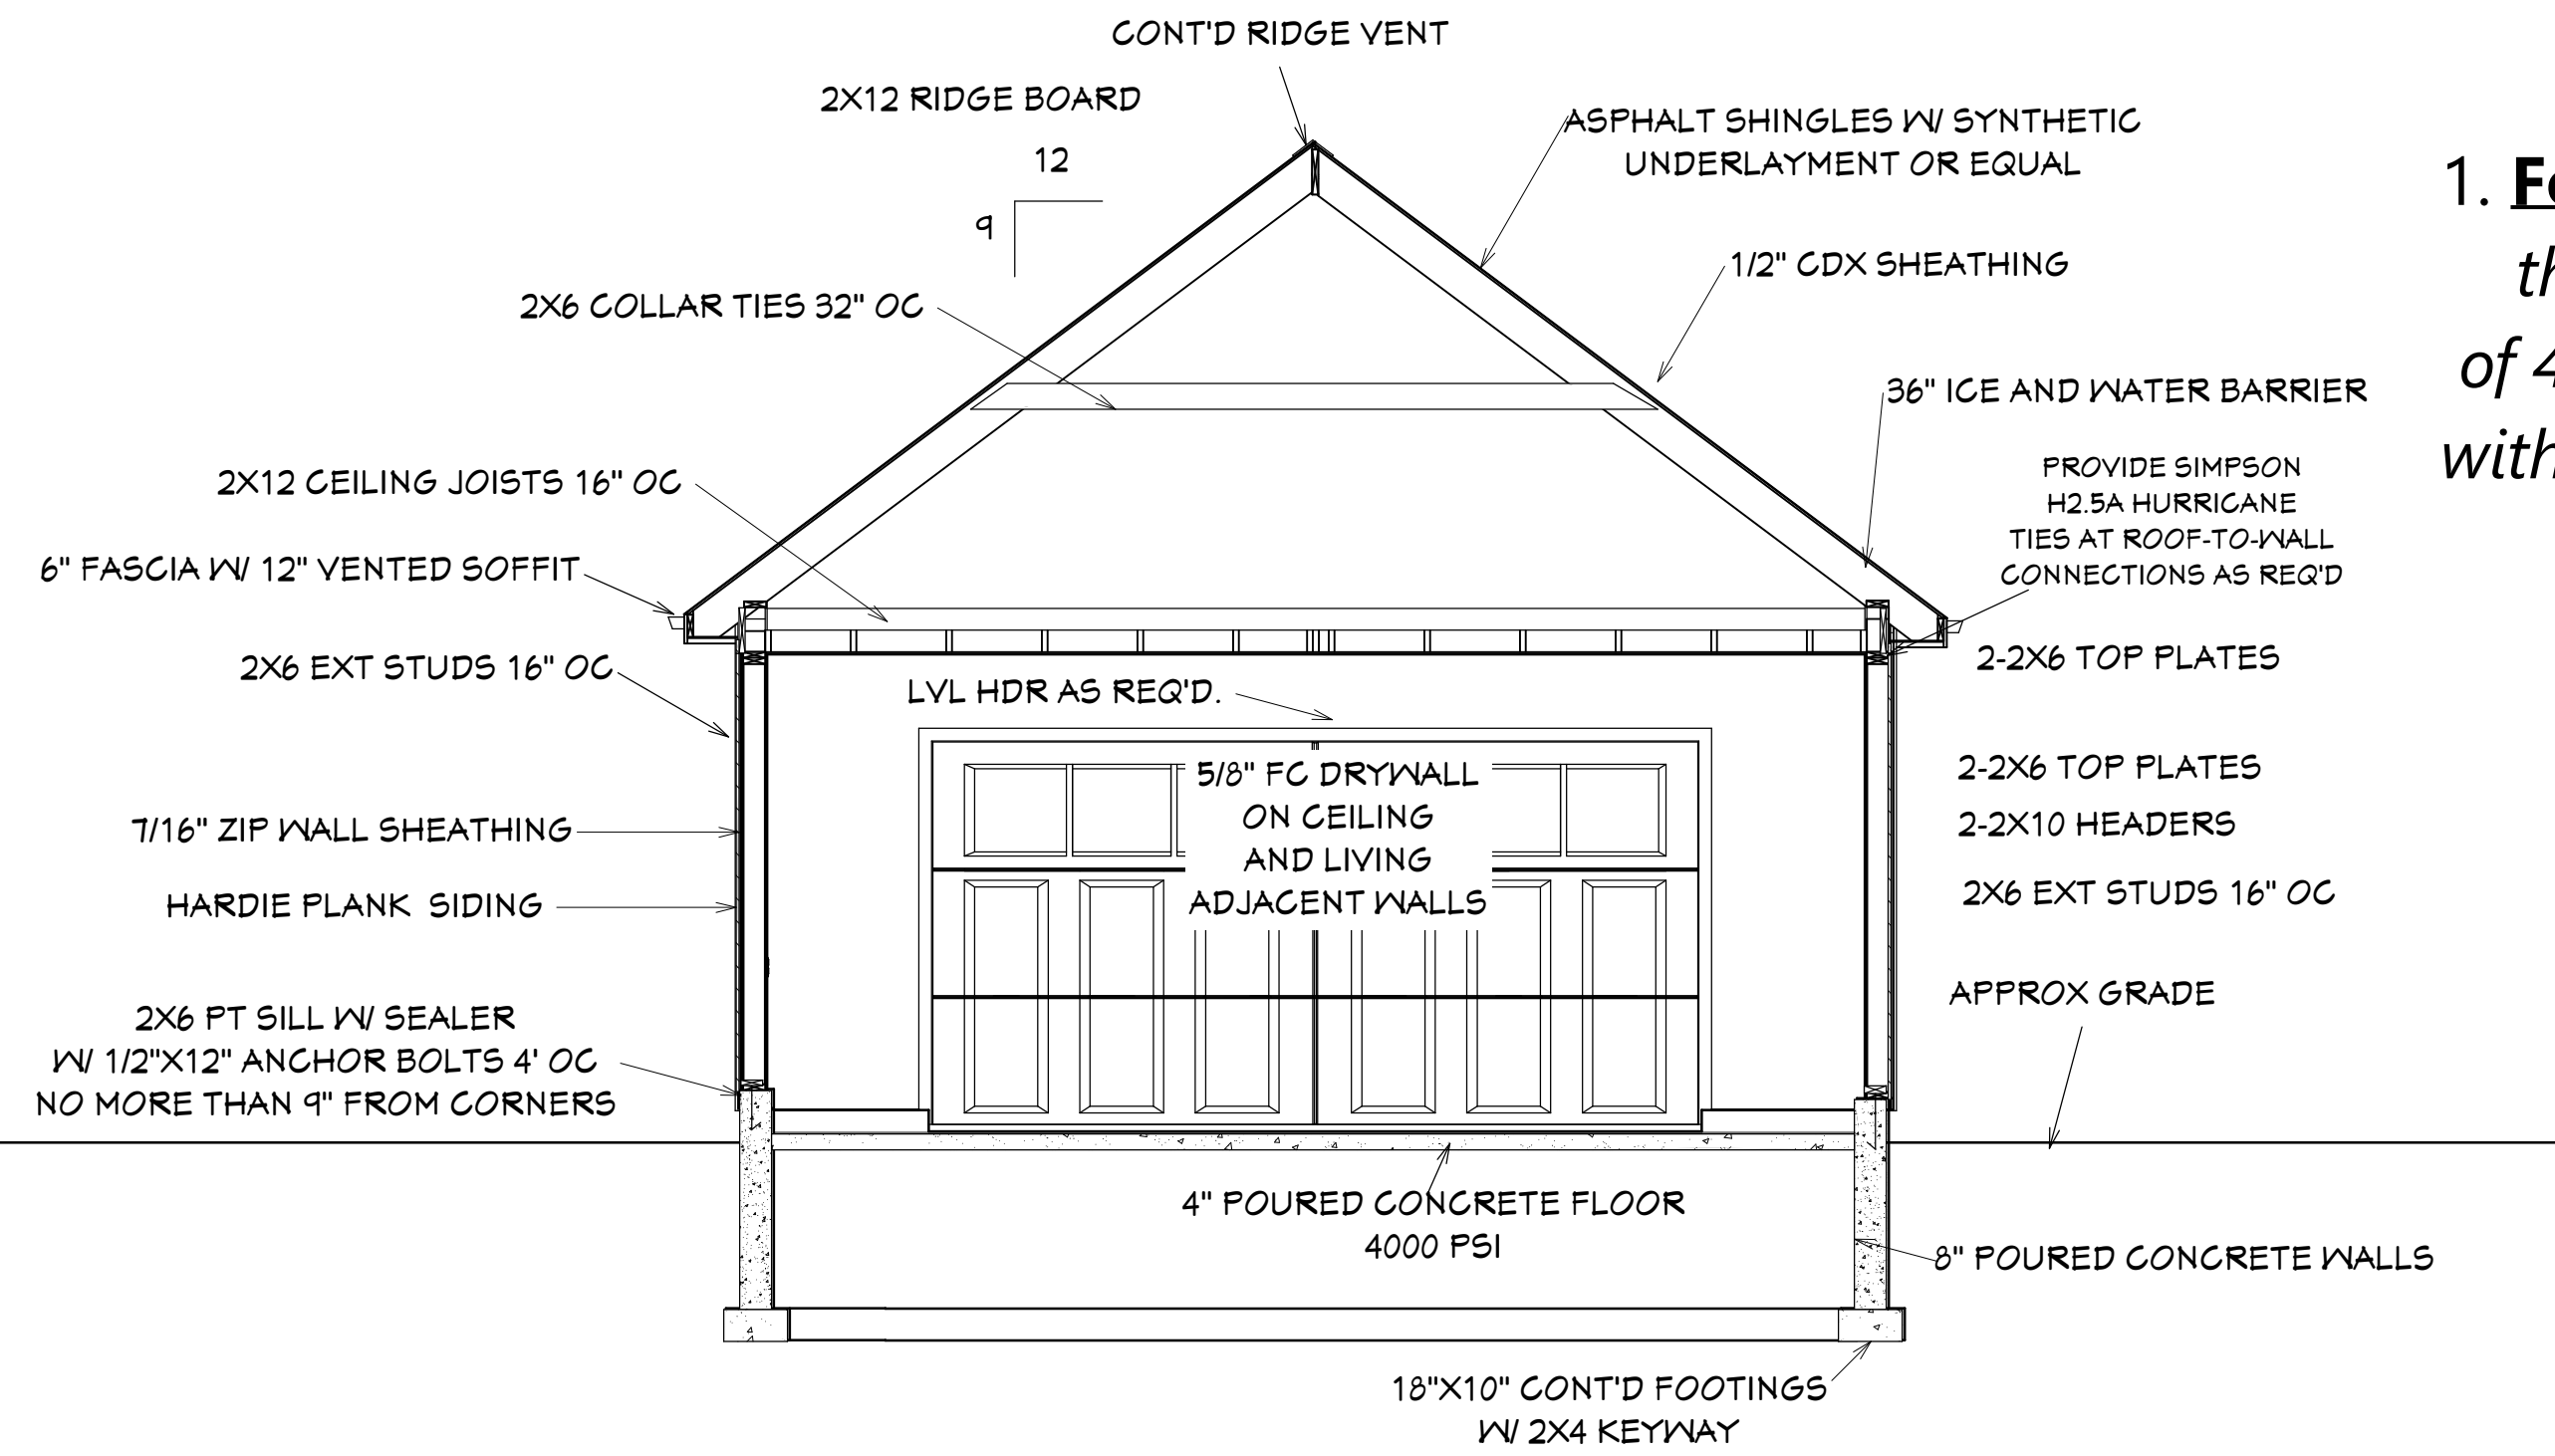 CONT'D RIDGE VENT
2X12 RIDGE BOARD
12
9
ASPHALT SHINGLES W/ SYNTHETIC
UNDERLAYMENT OR EQUAL
1/2" CDX SHEATHING
2X6 COLLAR TIES 32" OC
36" ICE AND WATER BARRIER
2X12 CEILING JOISTS 16" OC
PROVIDE SIMPSON
H2.5A HURRICANE
TIES AT ROOF-TO-WALL
CONNECTIONS AS REQ'D
6" FASCIA W/ 12" VENTED SOFFIT
2X6 EXT STUDS 16" OC
2-2X6 TOP PLATES
LVL HDR AS REQ'D.
5/8" FC DRYWALL
ON CEILING
AND LIVING
ADJACENT WALLS
2-2X6 TOP PLATES
2-2X10 HEADERS
2X6 EXT STUDS 16" OC
7/16" ZIP WALL SHEATHING
HARDIE PLANK SIDING
APPROX GRADE
2X6 PT SILL W/ SEALER
W/ 1/2"X12" ANCHOR BOLTS 4' OC
NO MORE THAN 9" FROM CORNERS
4" POURED CONCRETE FLOOR
4000 PSI
8" POURED CONCRETE WALLS
18"X10" CONT'D FOOTINGS
W/ 2X4 KEYWAY
1.
of 4
with